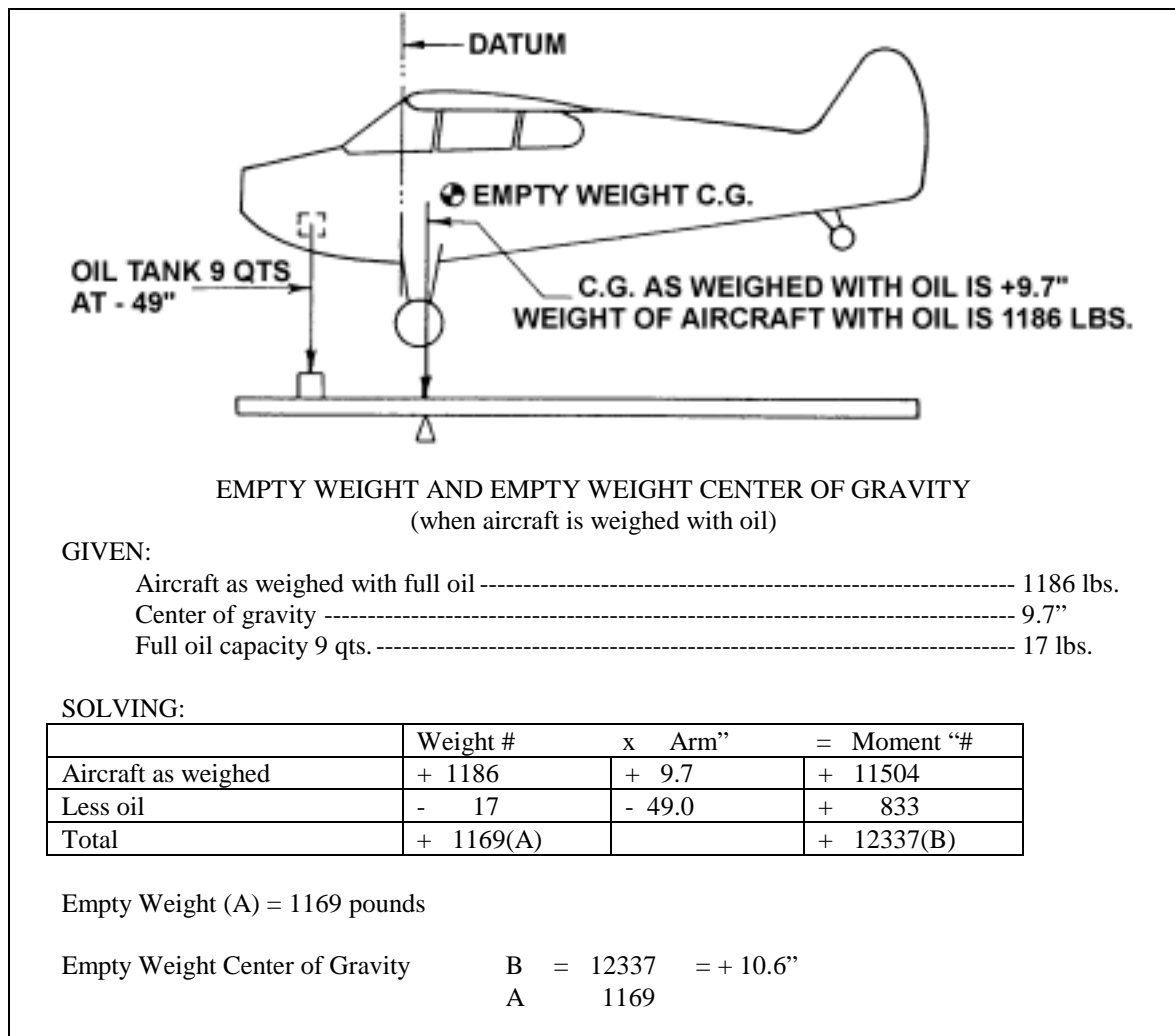 DATUM
EMPTY WEIGHT C.G.
OIL TANK 9 QTS
AT - 49"
C.G. AS WEIGHED WITH OIL IS +9.7"
WEIGHT OF AIRCRAFT WITH OIL IS 1186 LBS.
EMPTY WEIGHT AND EMPTY WEIGHT CENTER OF GRAVITY
(when aircraft is weighed with oil)
GIVEN:
Aircraft as weighed with full oil ------------------------------------------------------------- 1186 lbs.
Center of gravity ------------------------------------------------------------------------------- 9.7”
Full oil capacity 9 qts. ------------------------------------------------------------------------- 17 lbs.
SOLVING:
Weight # x Arm” = Moment “#
Aircraft as weighed + 1186 + 9.7 + 11504
Less oil - 17 - 49.0 + 833
Total + 1169(A) + 12337(B)
Empty Weight (A) = 1169 pounds
Empty Weight Center of Gravity B = 12337 = + 10.6”
A 1169